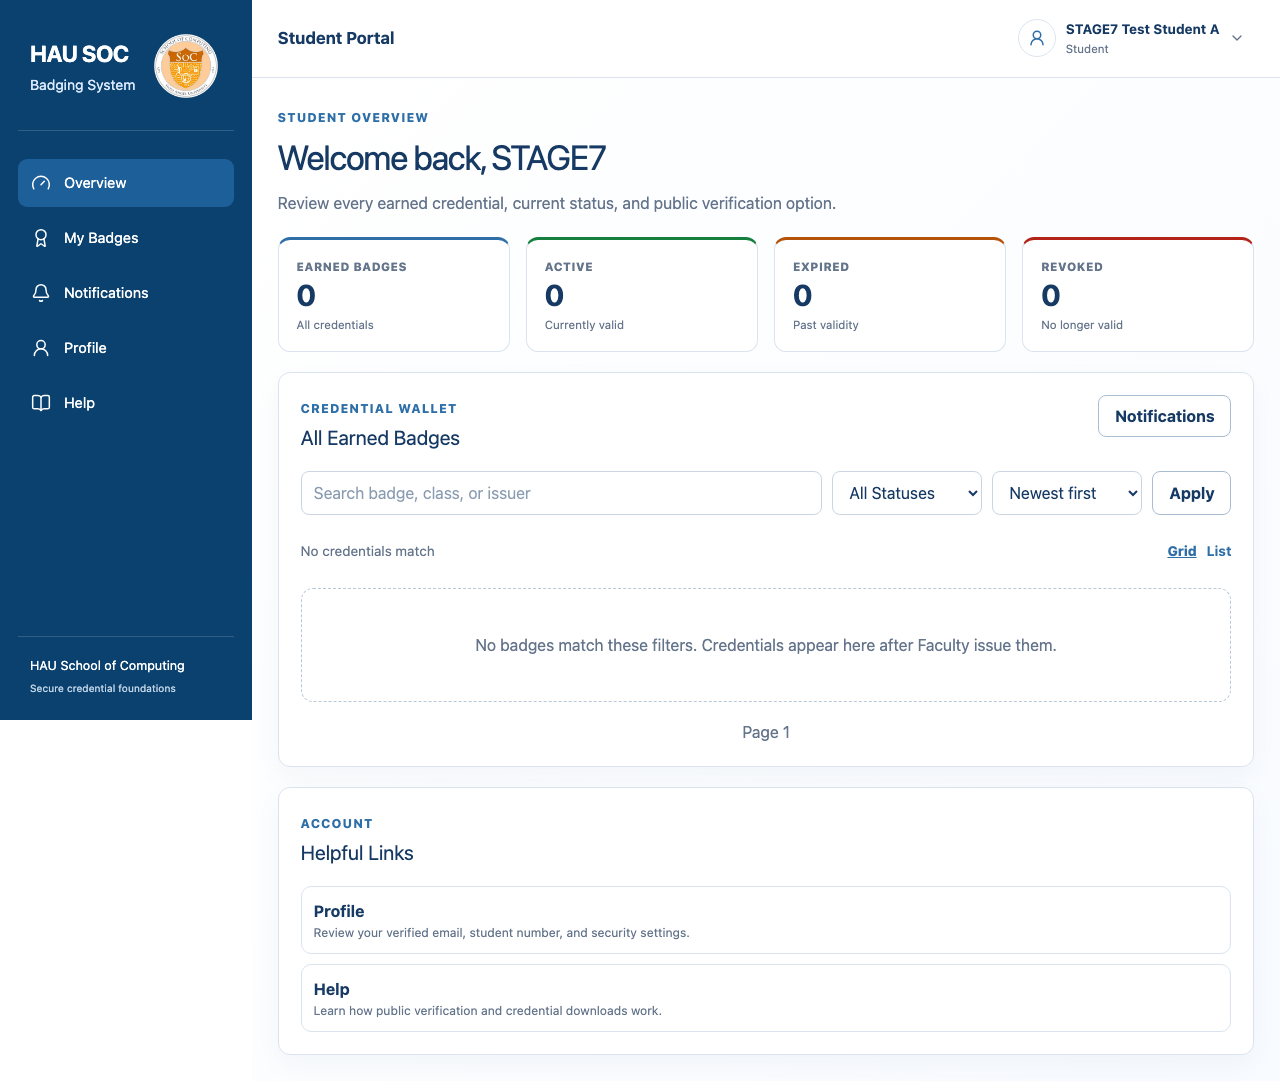 HAU SOC
Badging System
SoC
Overview
My Badges
Notifications
Profile
Help
HAU School of Computing
Secure credential foundations
Student Portal
STAGE7 Test Student A
Student
STUDENT OVERVIEW
Welcome back, STAGE7
Review every earned credential, current status, and public verification option.
EARNED BADGES
0
All credentials
ACTIVE
0
Currently valid
EXPIRED
0
Past validity
REVOKED
0
No longer valid
CREDENTIAL WALLET
All Earned Badges
Notifications
Search badge, class, or issuer
All Statuses
Newest first
Apply
No credentials match
Grid List
No badges match these filters. Credentials appear here after Faculty issue them.
Page 1
ACCOUNT
Helpful Links
Profile
Review your verified email, student number, and security settings.
Help
Learn how public verification and credential downloads work.